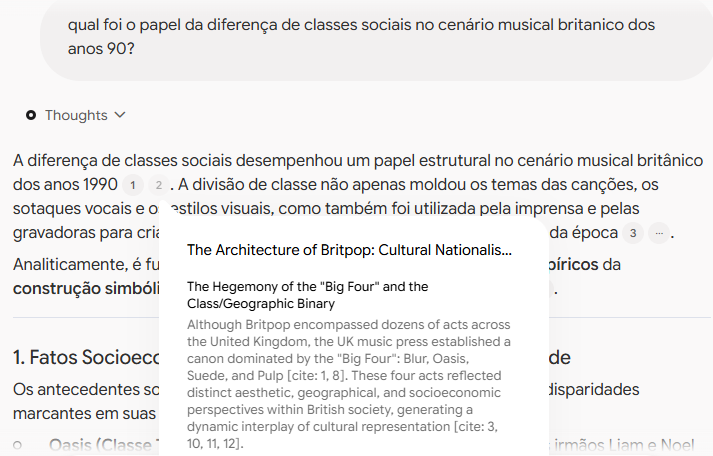 qual foi o papel da diferença de classes sociais no cenário musical britanico dos
anos 90?
Thoughts
A diferença de classes sociais desempenhou um papel estrutural no cenário musical britânico
dos anos 1990 1 2 . A divisão de classe não apenas moldou os temas das canções, os
sotaques vocais e o estilos visuais, como também foi utilizada pela imprensa e pelas
gravadoras para cria da época 3 ... .
Analiticamente, é fu píricos da
construção simbóli .
The Architecture of Britpop: Cultural Nationalis...
The Hegemony of the "Big Four" and the
Class/Geographic Binary
Although Britpop encompassed dozens of acts across
the United Kingdom, the UK music press established a
canon dominated by the "Big Four": Blur, Oasis,
Suede, and Pulp [cite: 1, 8]. These four acts reflected
distinct aesthetic, geographical, and socioeconomic
perspectives within British society, generating a
dynamic interplay of cultural representation [cite: 3,
10, 11, 12].
1. Fatos Socioeco de
Os antecedentes so disparidades
marcantes em suas
Oasis (Classe T irmãos Liam e Noel